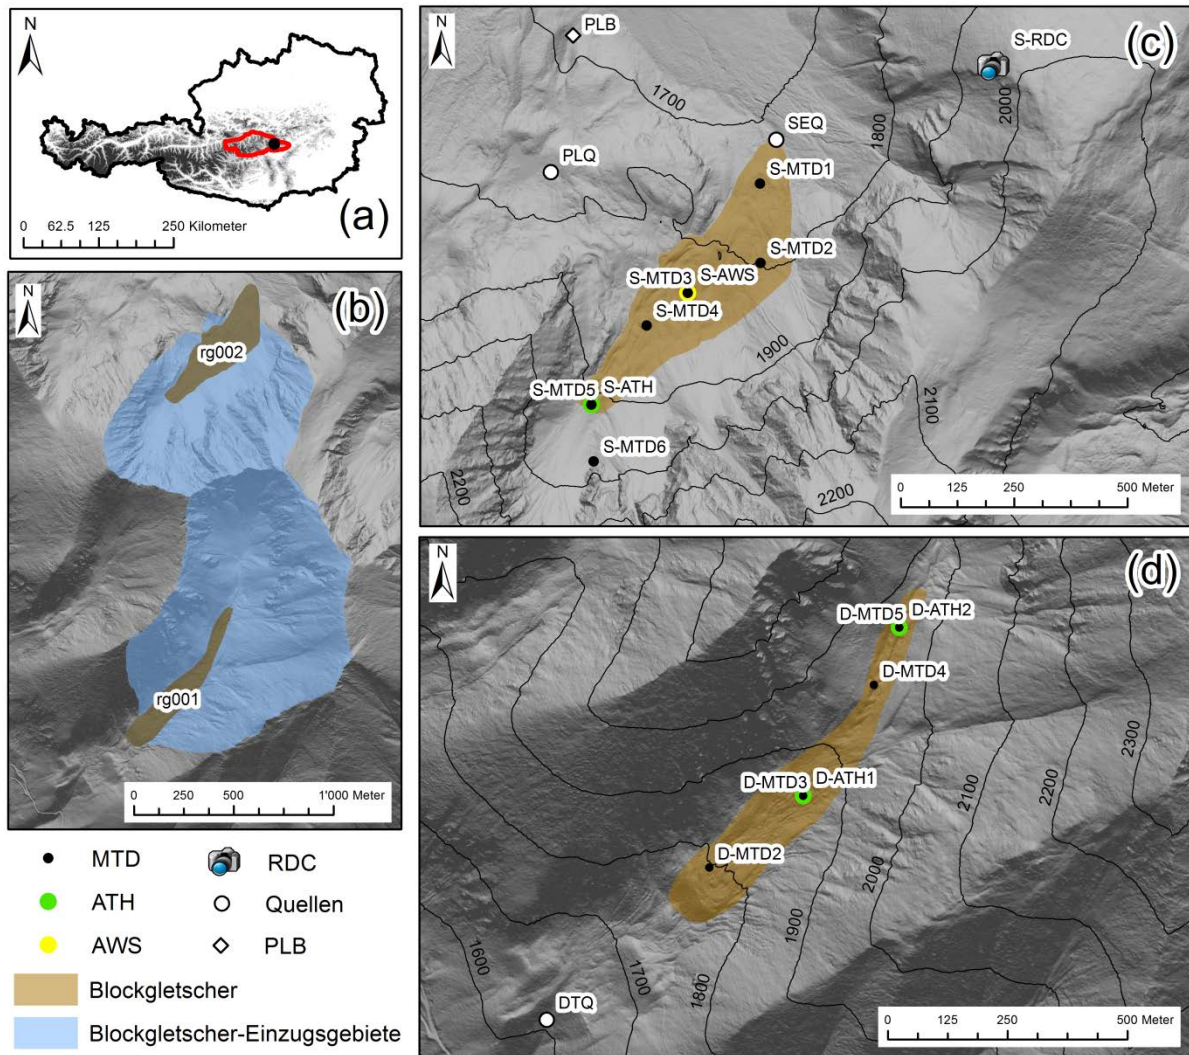 N
0 62.5 125 250 Kilometer
(a)
N
(b)
rg002
rg001
0 250 500 1'000 Meter
MTD
RDC
ATH
Quellen
AWS
PLB
Blockgletscher
Blockgletscher-Einzugsgebiete
N
(c)
PLB
S-RDC
1700
1800
2000
SEQ
PLQ
S-MTD1
S-MTD2
S-MTD3 S-AWS
S-MTD4
1900
S-MTD5 S-ATH
2100
S-MTD6
2200
2200
0 125 250 500 Meter
N
(d)
D-MTD5 D-ATH2
D-MTD4
2300
2200
2100
D-MTD3 D-ATH1
2000
D-MTD2
1900
1600
1700
1800
DTQ
0 125 250 500 Meter